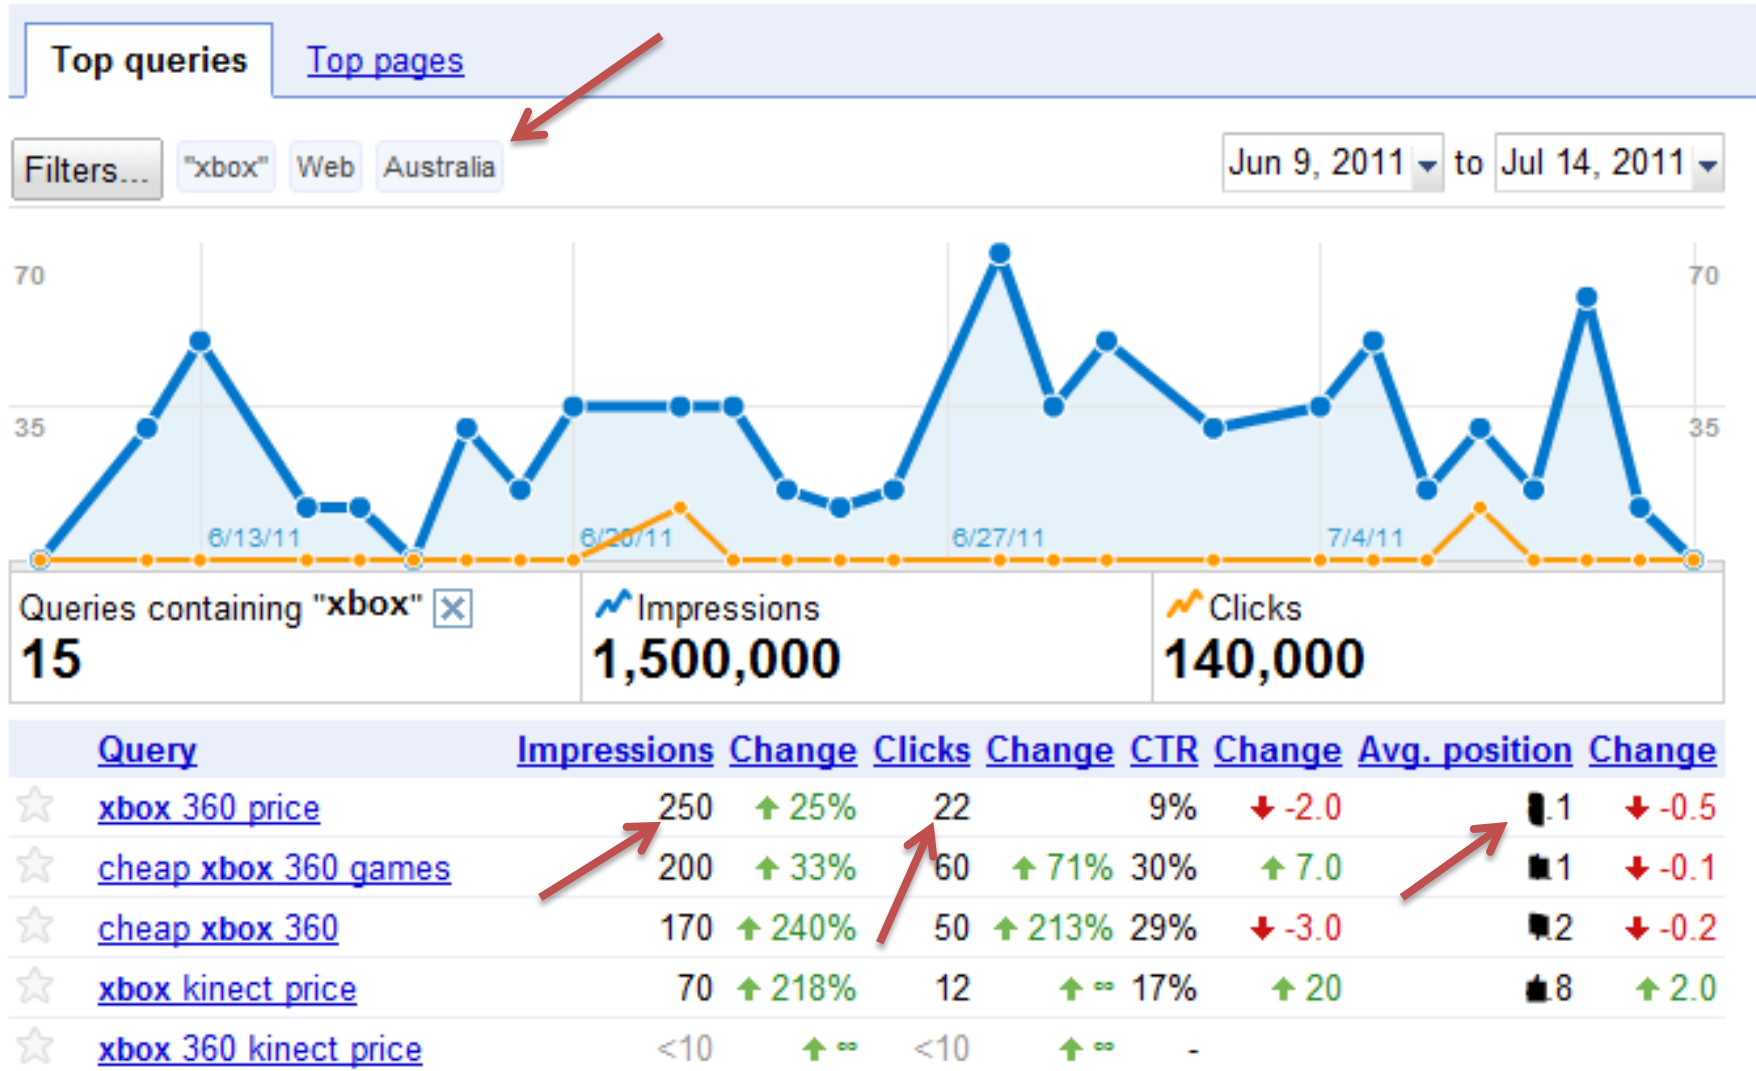 Top queries Top pages
Filters... "xbox" Web Australia Jun 9, 2011 to Jul 14, 2011
70 70
35 35
6/13/11 6/20/11 6/27/11 7/4/11
Queries containing "xbox" Impressions Clicks
15 1,500,000 140,000
Query Impressions Change Clicks Change CTR Change Avg. position Change
xbox 360 price 250 25% 22 9% -2.0 .1 -0.5
cheap xbox 360 games 200 33% 60 71% 30% 7.0 1 -0.1
cheap xbox 360 170 240% 50 213% 29% -3.0 .2 -0.2
xbox kinect price 70 218% 12 ∞ 17% 20 .8 2.0
xbox 360 kinect price <10 ∞ <10 ∞ -